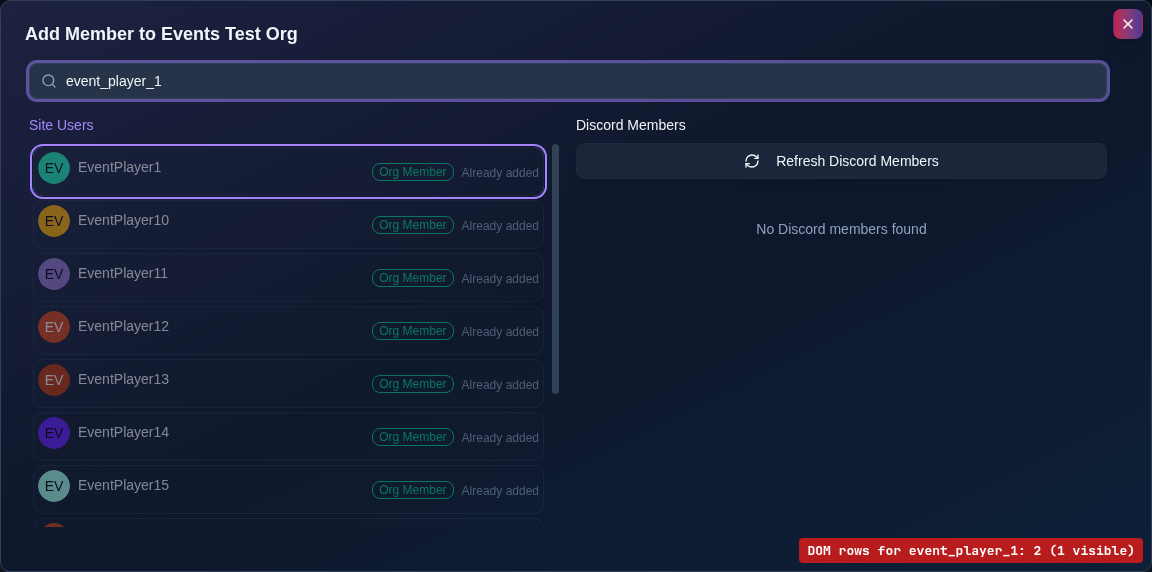 Add Member to Events Test Org
event_player_1
Site Users
EV EventPlayer1 Org Member Already added
EV EventPlayer10 Org Member Already added
EV EventPlayer11 Org Member Already added
EV EventPlayer12 Org Member Already added
EV EventPlayer13 Org Member Already added
EV EventPlayer14 Org Member Already added
EV EventPlayer15 Org Member Already added
Discord Members
Refresh Discord Members
No Discord members found
DOM rows for event_player_1: 2 (1 visible)